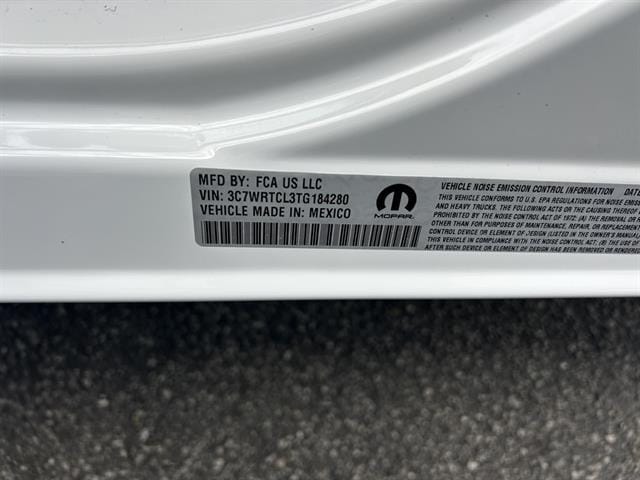 MFD BY: FCA US LLC
VIN: 3C7WRTCL3TG184280
VEHICLE MADE IN: MEXICO
MOPAR
VEHICLE NOISE EMISSION CONTROL INFORMATION
THIS VEHICLE CONFORMS TO U.S. EPA REGULATIONS FOR NOISE EMISSION
AND HEAVY TRUCKS. THE FOLLOWING ACTS OR CAUSING THEREOF
PROHIBITED BY THE NOISE CONTROL ACT OF 1972: (A) THE REMOVAL OR
OTHER THAN FOR PURPOSES OF MAINTENANCE, REPAIR, OR REPLACEMENT
CONTROL DEVICE OR ELEMENT OF DESIGN (LISTED IN THE OWNER'S MANUAL)
THIS VEHICLE IN COMPLIANCE WITH THE NOISE CONTROL ACT: (B) THE USE OF
AFTER SUCH DEVICE OR ELEMENT OF DESIGN HAS BEEN REMOVED OR RENDERED